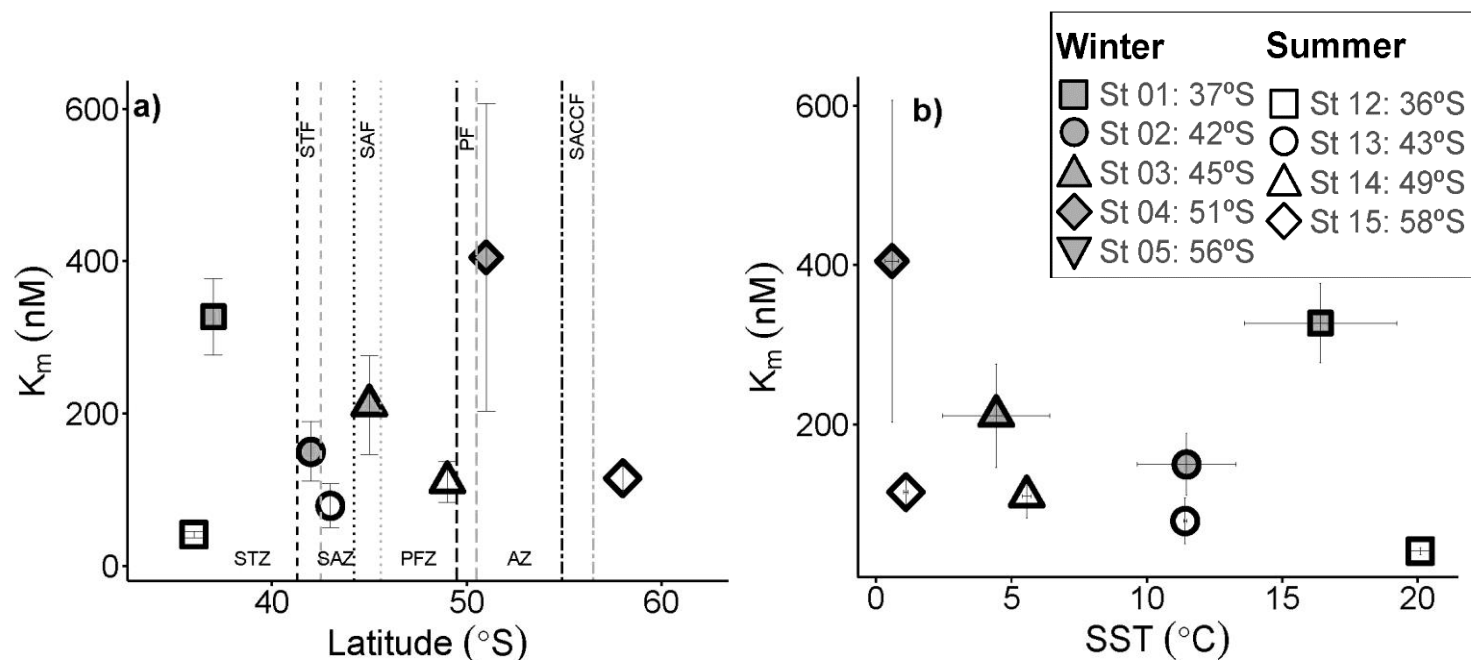 a)
600
400
200
0
Km (nM)
STF
SAF
PF
SACCF
STZ
SAZ
PFZ
AZ
40
50
60
Latitude (°S)
b)
600
400
200
Km (nM)
0
5
10
15
20
SST (°C)
Winter
St 01: 37ºS
St 02: 42ºS
St 03: 45ºS
St 04: 51ºS
St 05: 56ºS
Summer
St 12: 36ºS
St 13: 43ºS
St 14: 49ºS
St 15: 58ºS